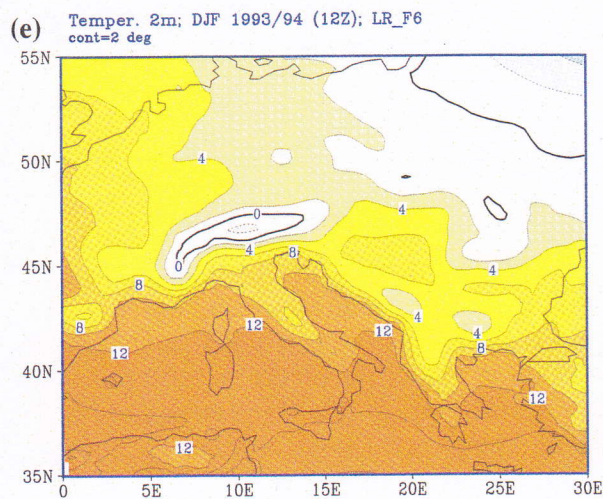 (e)
Temper. 2m; DJF 1993/94 (12Z); LR_F6
cont=2 deg
55N
50N
4
4
0
4
8
0
4
45N
8
4
4
8
8
12
12
12
40N
12
12
35N
0
5E
10E
15E
20E
25E
30E